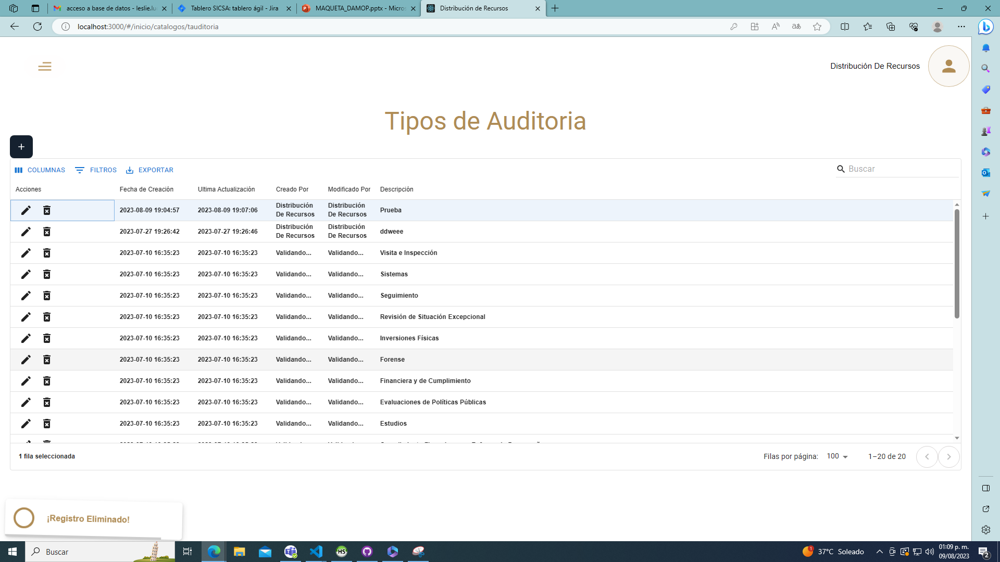 acceso a base de datos - leslie.lu
Tablero SICSA: tablero ágil - Jira
MAQUETA_DAMOP.pptx - Micros
Distribución de Recursos
localhost:3000/#/inicio/catalogos/tauditoria
Distribución De Recursos
Tipos de Auditoria
COLUMNAS FILTROS EXPORTAR Buscar
Acciones Fecha de Creación Ultima Actualización Creado Por Modificado Por Descripción
2023-08-09 19:04:57 2023-08-09 19:07:06 Distribución De Recursos Distribución De Recursos Prueba
2023-07-27 19:26:42 2023-07-27 19:26:46 Distribución De Recursos Distribución De Recursos ddweee
2023-07-10 16:35:23 2023-07-10 16:35:23 Validando... Validando... Visita e Inspección
2023-07-10 16:35:23 2023-07-10 16:35:23 Validando... Validando... Sistemas
2023-07-10 16:35:23 2023-07-10 16:35:23 Validando... Validando... Seguimiento
2023-07-10 16:35:23 2023-07-10 16:35:23 Validando... Validando... Revisión de Situación Excepcional
2023-07-10 16:35:23 2023-07-10 16:35:23 Validando... Validando... Inversiones Físicas
2023-07-10 16:35:23 2023-07-10 16:35:23 Validando... Validando... Forense
2023-07-10 16:35:23 2023-07-10 16:35:23 Validando... Validando... Financiera y de Cumplimiento
2023-07-10 16:35:23 2023-07-10 16:35:23 Validando... Validando... Evaluaciones de Políticas Públicas
2023-07-10 16:35:23 2023-07-10 16:35:23 Validando... Validando... Estudios
1 fila seleccionada Filas por página: 100 1–20 de 20
¡Registro Eliminado!
Buscar
37°C Soleado
01:09 p. m.
09/08/2023
2